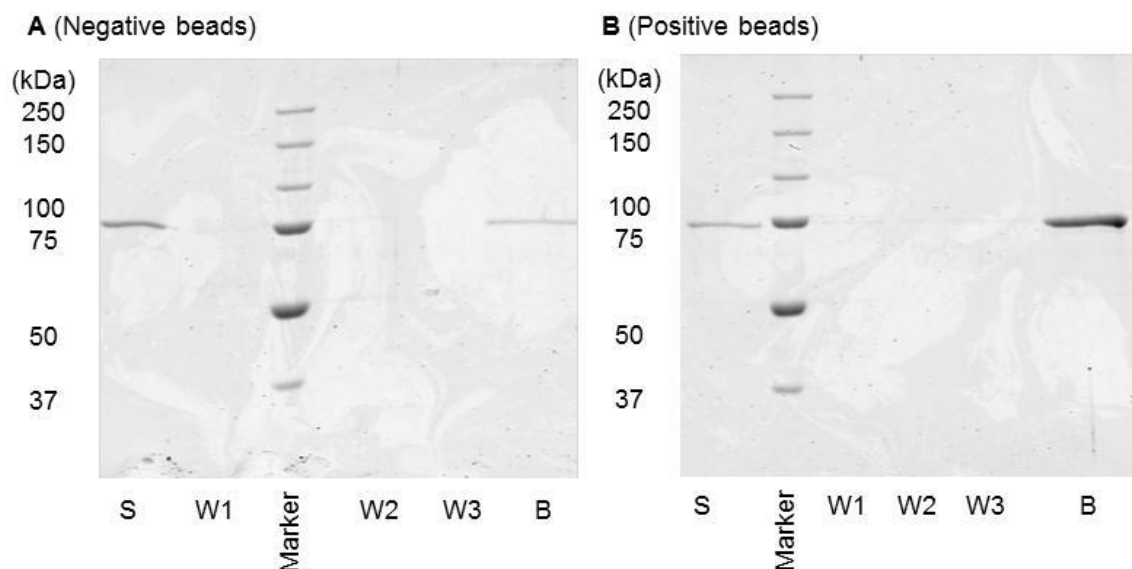 A (Negative beads)
(kDa)
250
150
100
75
50
37
S W1 Marker W2 W3 B
B (Positive beads)
(kDa)
250
150
100
75
50
37
S Marker W1 W2 W3 B